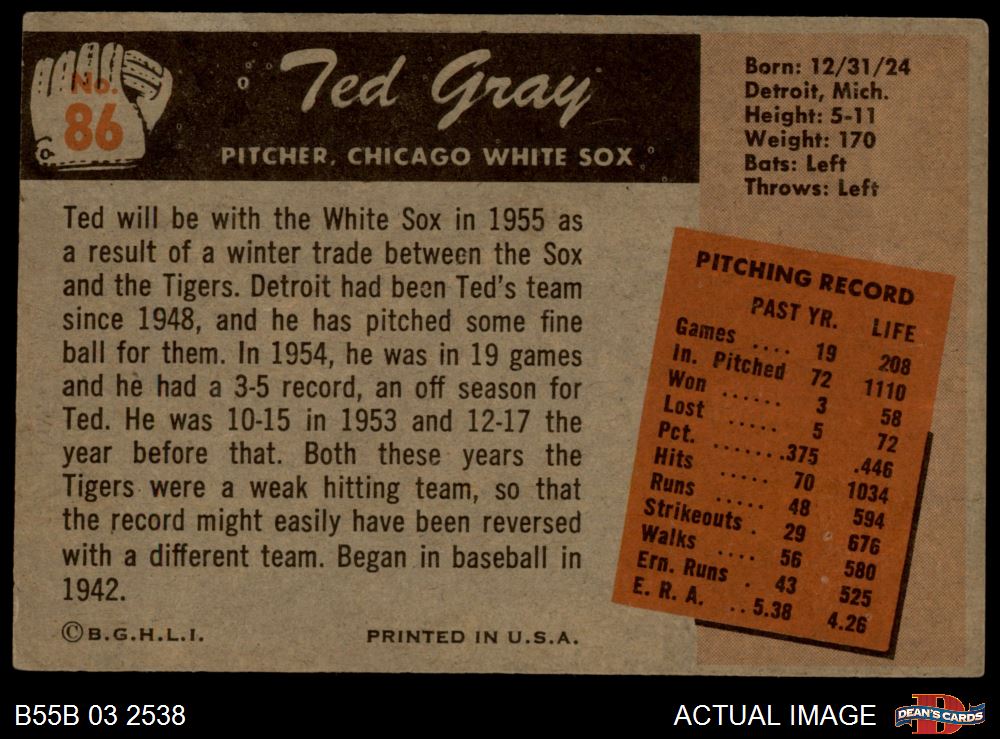 No.
86
Ted Gray
PITCHER, CHICAGO WHITE SOX
Born: 12/31/24
Detroit, Mich.
Height: 5-11
Weight: 170
Bats: Left
Throws: Left
Ted will be with the White Sox in 1955 as
a result of a winter trade between the Sox
and the Tigers. Detroit had been Ted's team
since 1948, and he has pitched some fine
ball for them. In 1954, he was in 19 games
and he had a 3-5 record, an off season for
Ted. He was 10-15 in 1953 and 12-17 the
year before that. Both these years the
Tigers were a weak hitting team, so that
the record might easily have been reversed
with a different team. Began in baseball in
1942.
©B.G.H.L.I. PRINTED IN U.S.A.
PITCHING RECORD
PAST YR. LIFE
Games .... 19 208
In. Pitched 72 1110
Won ...... 3 58
Lost ..... 5 72
Pct. ....... .375 .446
Hits ..... 70 1034
Runs ..... 48 594
Strikeouts . 29 676
Walks .... 56 580
Ern. Runs . 43 525
E. R. A. .. 5.38 4.26
B55B 03 2538 ACTUAL IMAGE
D
DEAN'S CARDS